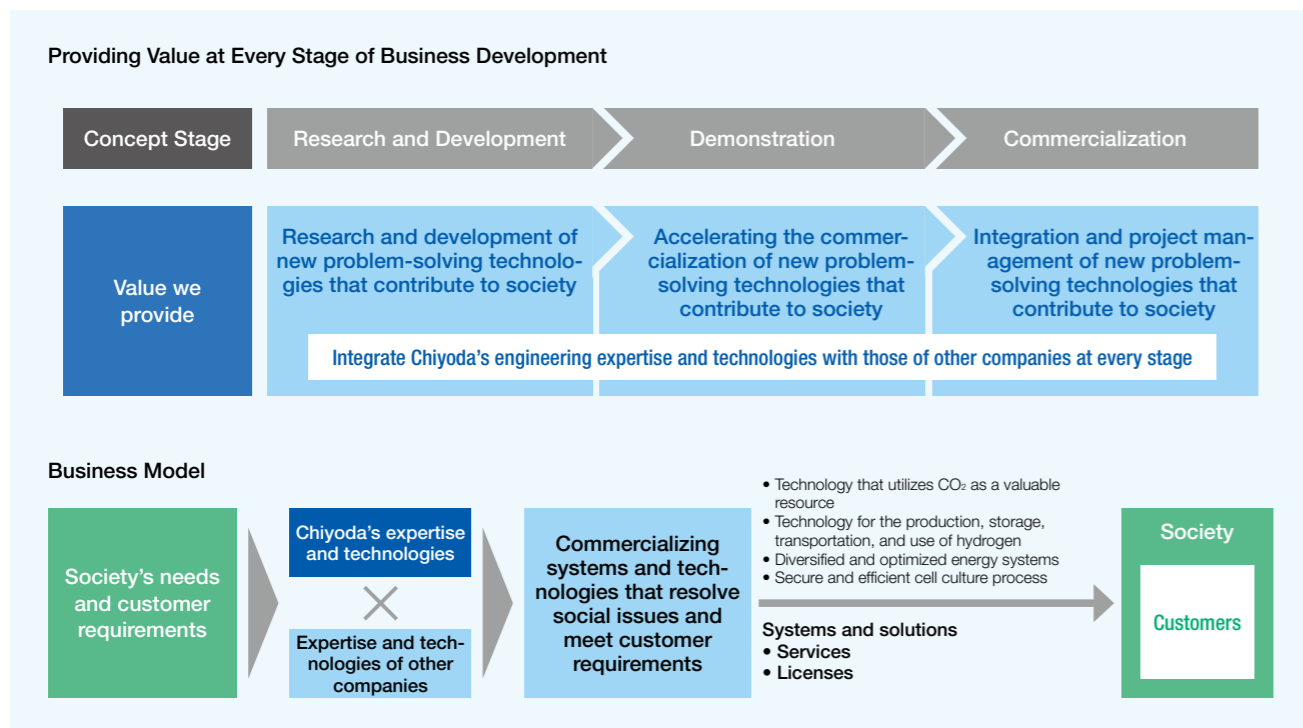 Providing Value at Every Stage of Business Development
Concept Stage
Research and Development
Demonstration
Commercialization
Value we
provide
Research and development of
new problem-solving technolo-
gies that contribute to society
Accelerating the commer-
cialization of new problem-
solving technologies that
contribute to society
Integration and project man-
agement of new problem-
solving technologies that
contribute to society
Integrate Chiyoda’s engineering expertise and technologies with those of other companies at every stage
Business Model
Society’s needs
and customer
requirements
Chiyoda’s expertise
and technologies
Expertise and tech-
nologies of other
companies
Commercializing
systems and tech-
nologies that resolve
social issues and
meet customer
requirements
• Technology that utilizes CO₂ as a valuable
resource
• Technology for the production, storage,
transportation, and use of hydrogen
• Diversified and optimized energy systems
• Secure and efficient cell culture process
Systems and solutions
• Services
• Licenses
Society
Customers